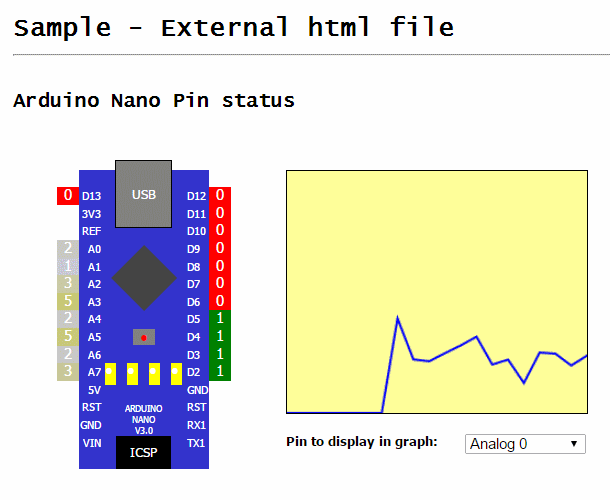 Sample - External html file
Arduino Nano Pin status
USB
0 D13 D12 0
3V3 D11 0
REF D10 0
2 A0 D9 0
1 A1 D8 0
3 A2 D7 0
5 A3 D6 0
2 A4 D5 1
5 A5 D4 1
2 A6 D3 1
3 A7 D2 1
5V GND
RST ARDUINO RST
GND NANO RX1
V3.0
VIN ICSP TX1
Pin to display in graph: Analog 0